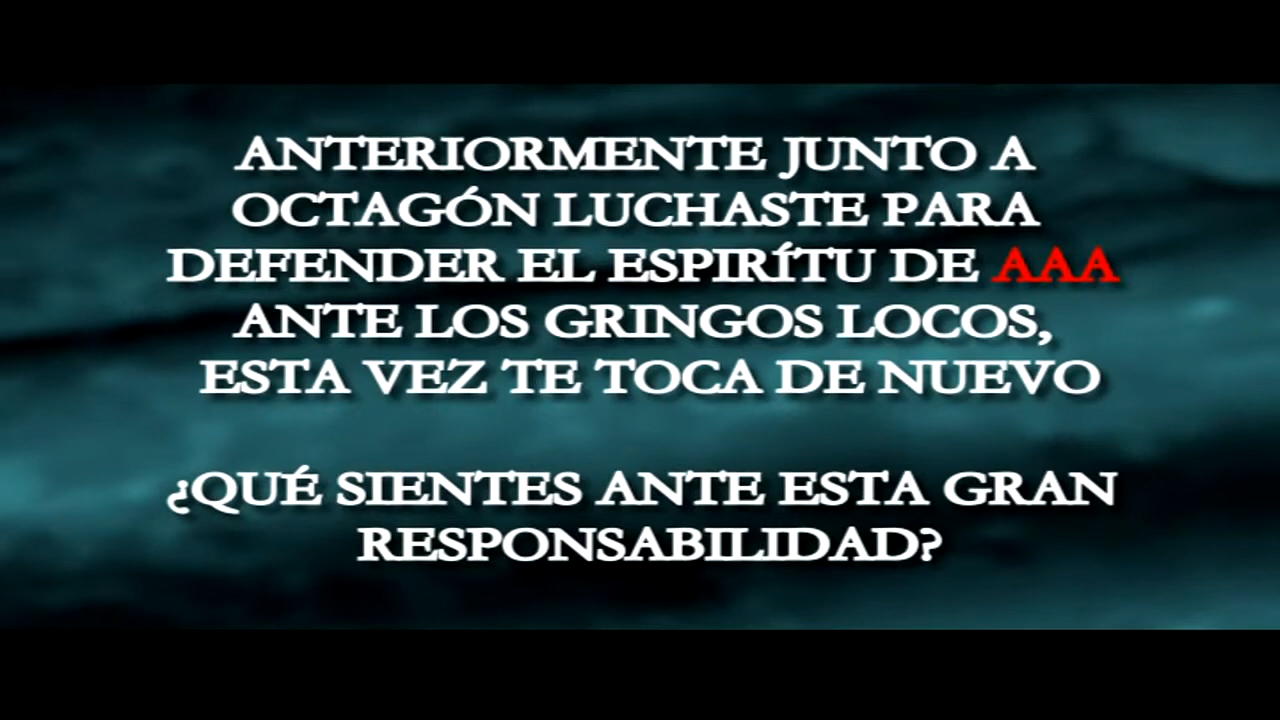 ANTERIORMENTE JUNTO A
OCTAGÓN LUCHASTE PARA
DEFENDER EL ESPIRÍTU DE AAA
ANTE LOS GRINGOS LOCOS,
ESTA VEZ TE TOCA DE NUEVO
¿QUÉ SIENTES ANTE ESTA GRAN
RESPONSABILIDAD?